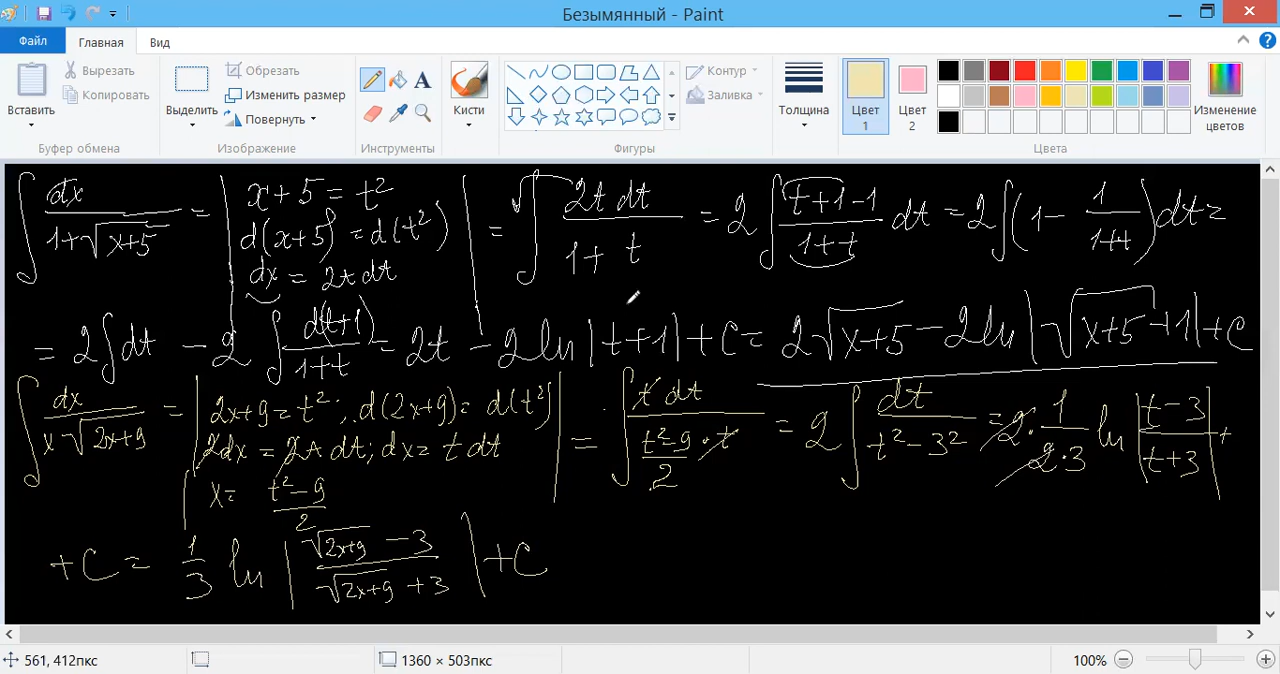 Безымянный - Paint
Файл Главная Вид
Вставить
Вырезать
Копировать
Буфер обмена
Выделить
Обрезать
Изменить размер
Повернуть
Изображение
Инструменты
Кисти
Контур
Заливка
Фигуры
Толщина
Цвет 1
Цвет 2
Изменение цветов
Цвета
∫ dx/(1+√(x+5)) = | x+5 = t² d(x+5) = d(t²) dx = 2t dt | = ∫ 2t dt/(1+t) = 2∫ (t+1-1)/(1+t) dt = 2∫(1 - 1/(1+t))dt =
= 2∫dt - 2∫ d(t+1)/(1+t) = 2t - 2ln|t+1| + C = 2√(x+5) - 2ln|√(x+5) + 1| + C
∫ dx/(x√(2x+9)) = | 2x+9 = t²; d(2x+9) = d(t²) 2dx = 2t dt; dx = t dt x = (t²-9)/2 | = ∫ t dt/((t²-9)/2 · t) = 2∫ dt/(t²-3²) = 2 · 1/(2·3) ln|(t-3)/(t+3)| +
+C = 1/3 ln|(√(2x+9) - 3)/(√(2x+9) + 3)| + C
561, 412пкс 1360 × 503пкс 100%